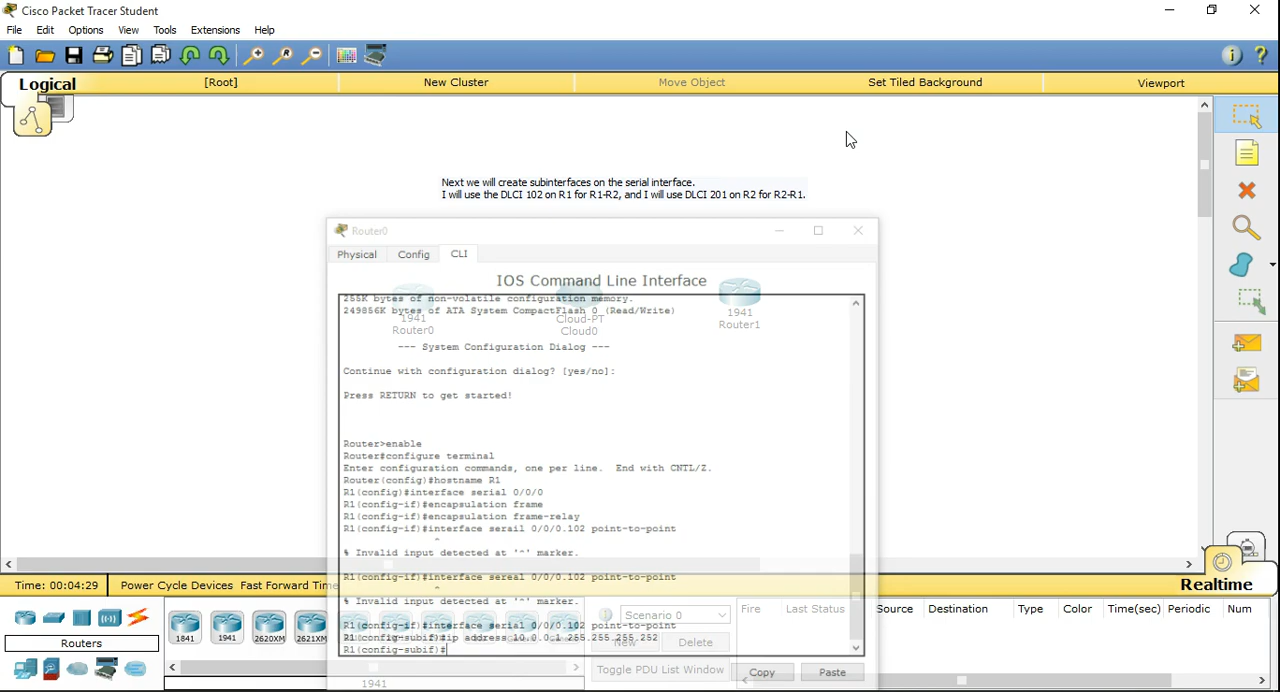 Cisco Packet Tracer Student
File Edit Options View Tools Extensions Help
Logical [Root] New Cluster Move Object Set Tiled Background Viewport
Next we will create subinterfaces on the serial interface.
I will use the DLCI 102 on R1 for R1-R2, and I will use DLCI 201 on R2 for R2-R1.
Router0
Physical Config CLI
IOS Command Line Interface
255K bytes of non-volatile configuration memory.
249856K bytes of ATA System CompactFlash 0 (Read/Write)
1941
Router0
Cloud-PT
Cloud0
1941
Router1
--- System Configuration Dialog ---
Continue with configuration dialog? [yes/no]:
Press RETURN to get started!
Router>enable
Router#configure terminal
Enter configuration commands, one per line. End with CNTL/Z.
Router(config)#hostname R1
R1(config)#interface serial 0/0/0
R1(config-if)#encapsulation frame
R1(config-if)#encapsulation frame-relay
R1(config-if)#interface serail 0/0/0.102 point-to-point
^
% Invalid input detected at '^' marker.
R1(config-if)#interface sereal 0/0/0.102 point-to-point
^
% Invalid input detected at '^' marker.
R1(config-if)#interface serial 0/0/0.102 point-to-point
R1(config-subif)#ip address 10.0.0.1 255.255.255.252
R1(config-subif)#
Copy Paste
Time: 00:04:29 Power Cycle Devices Fast Forward Time
Realtime
Routers
1841 1941 2620XM 2621XM
1941
Scenario 0
New Delete
Toggle PDU List Window
Fire Last Status Source Destination Type Color Time(sec) Periodic Num